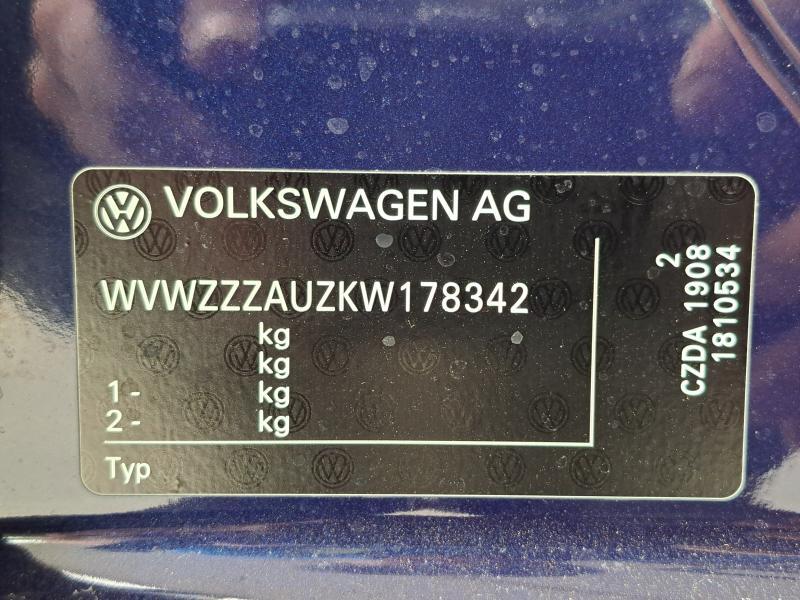 VOLKSWAGEN AG
WVWZZZAUZKW178342
kg
kg
1 - kg
2 - kg
Typ
2
CZDA 1908
1810534